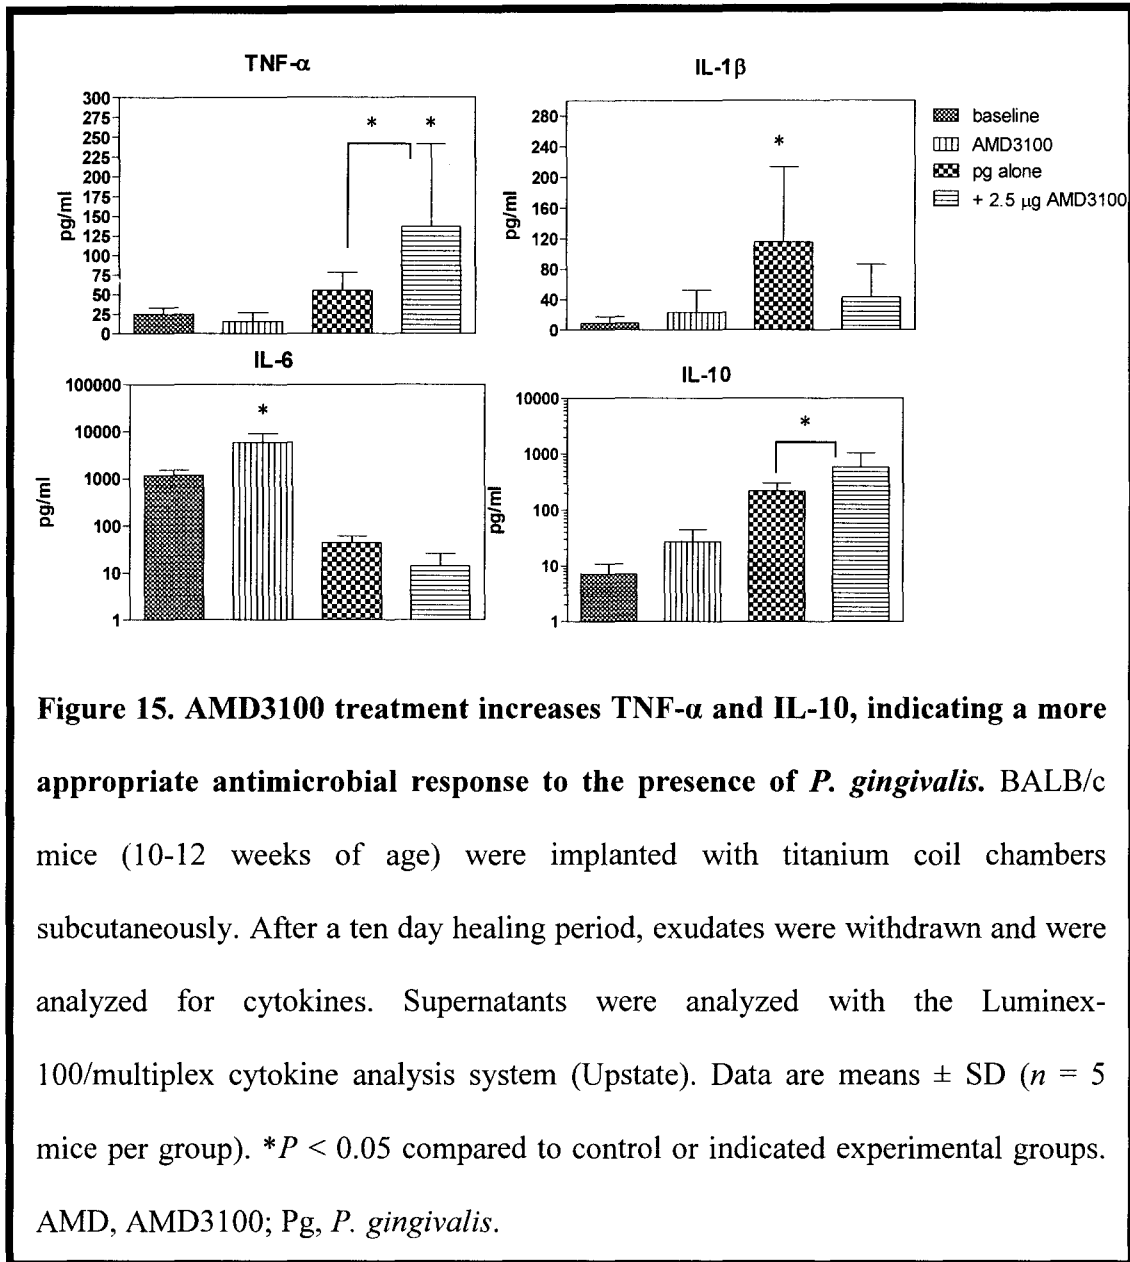 TNF-α
300
275
250
225
200
175
150
125
100
75
50
25
0
pg/ml
* *
IL-1β
280
240
200
160
120
80
40
0
pg/ml
*
baseline
AMD3100
pg alone
+ 2.5 μg AMD3100
IL-6
100000
10000
1000
100
10
1
pg/ml
*
IL-10
10000
1000
100
10
1
pg/ml
*
Figure 15. AMD3100 treatment increases TNF-α and IL-10, indicating a more
appropriate antimicrobial response to the presence of P. gingivalis. BALB/c
mice (10-12 weeks of age) were implanted with titanium coil chambers
subcutaneously. After a ten day healing period, exudates were withdrawn and were
analyzed for cytokines. Supernatants were analyzed with the Luminex-
100/multiplex cytokine analysis system (Upstate). Data are means ± SD (n = 5
mice per group). *P < 0.05 compared to control or indicated experimental groups.
AMD, AMD3100; Pg, P. gingivalis.